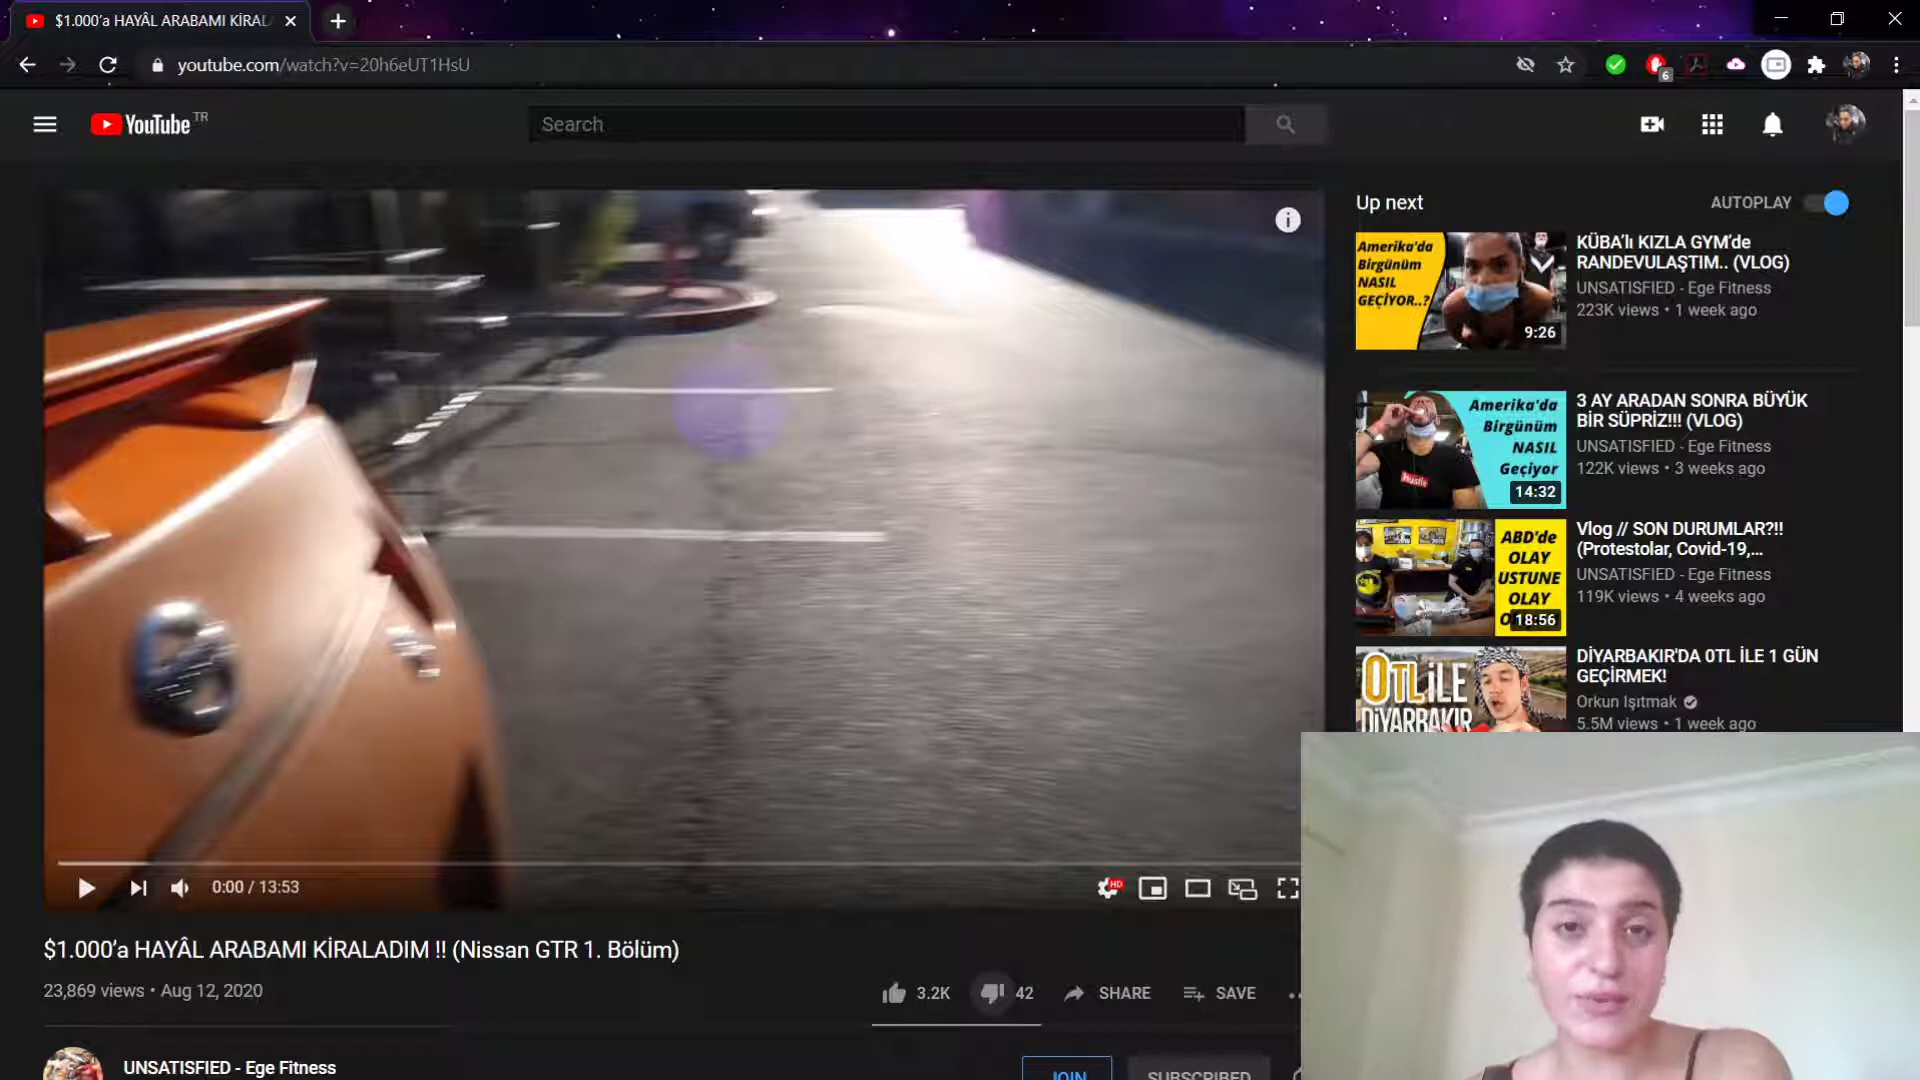 $1.000’a HAYÂL ARABAMI KİRAL
youtube.com/watch?v=20h6eUT1HsU
6
YouTube TR
Search
Up next
AUTOPLAY
Amerika'da
Birgünüm
NASIL
GEÇİYOR..?
9:26
KÜBA’lı KIZLA GYM’de
RANDEVULAŞTIM.. (VLOG)
UNSATISFIED - Ege Fitness
223K views • 1 week ago
Amerika'da
Birgünüm
NASIL
Geçiyor
Hustle
14:32
3 AY ARADAN SONRA BÜYÜK
BİR SÜPRİZ!!! (VLOG)
UNSATISFIED - Ege Fitness
122K views • 3 weeks ago
ABD'de
OLAY
USTUNE
OLAY
18:56
Vlog // SON DURUMLAR?!!
(Protestolar, Covid-19,...
UNSATISFIED - Ege Fitness
119K views • 4 weeks ago
0TL İLE
DİYARBAKIR
DİYARBAKIR'DA 0TL İLE 1 GÜN
GEÇİRMEK!
Orkun Işıtmak
5.5M views • 1 week ago
0:00 / 13:53
HD
$1.000’a HAYÂL ARABAMI KİRALADIM !! (Nissan GTR 1. Bölüm)
23,869 views • Aug 12, 2020
3.2K
42
SHARE
SAVE
UNSATISFIED - Ege Fitness
JOIN
SUBSCRIBED